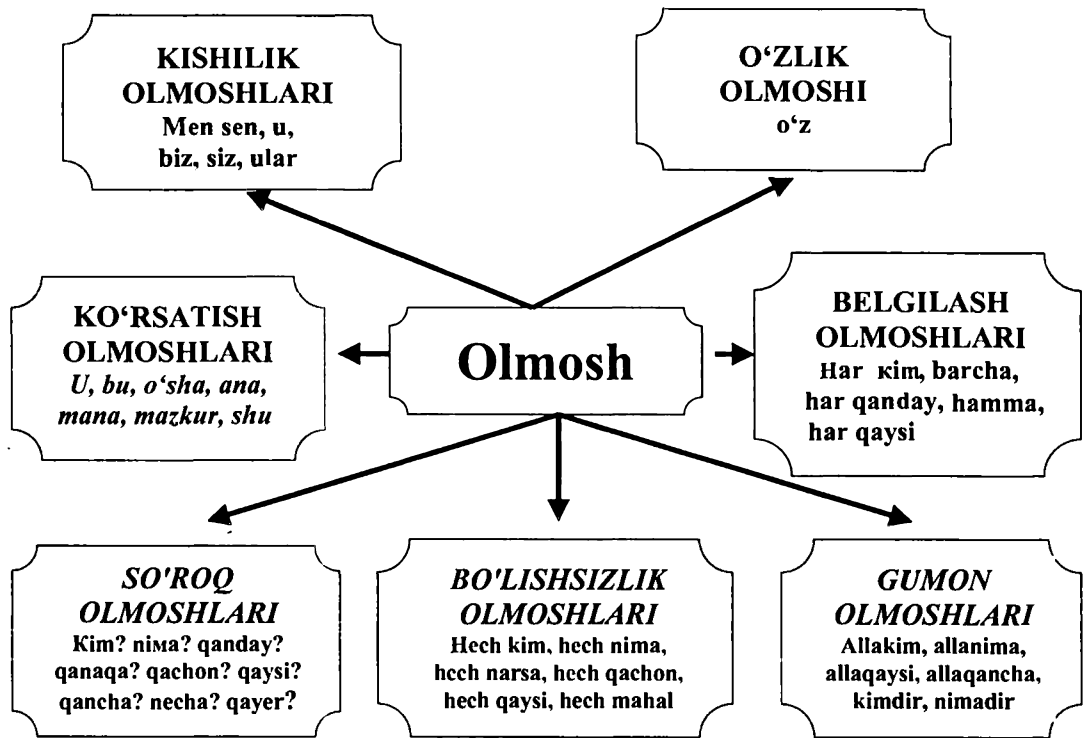 KISHILIK
OLMOSHLARI
Men sen, u,
biz, siz, ular
O‘ZLIK
OLMOSHI
o‘z
KO‘RSATISH
OLMOSHLARI
U, bu, o‘sha, ana,
mana, mazkur, shu
Olmosh
BELGILASH
OLMOSHLARI
Har кim, barcha,
har qanday, hamma,
har qaysi
SO'ROQ
OLMOSHLARI
Kim? niмa? qanday?
qanaqa? qachon? qaysi?
qancha? necha? qayer?
BO'LISHSIZLIK
OLMOSHLARI
Hech kim, hech nima,
hech narsa, hech qachon,
hech qaysi, hech mahal
GUMON
OLMOSHLARI
Allakim, allanima,
allaqaysi, allaqancha,
kimdir, nimadir